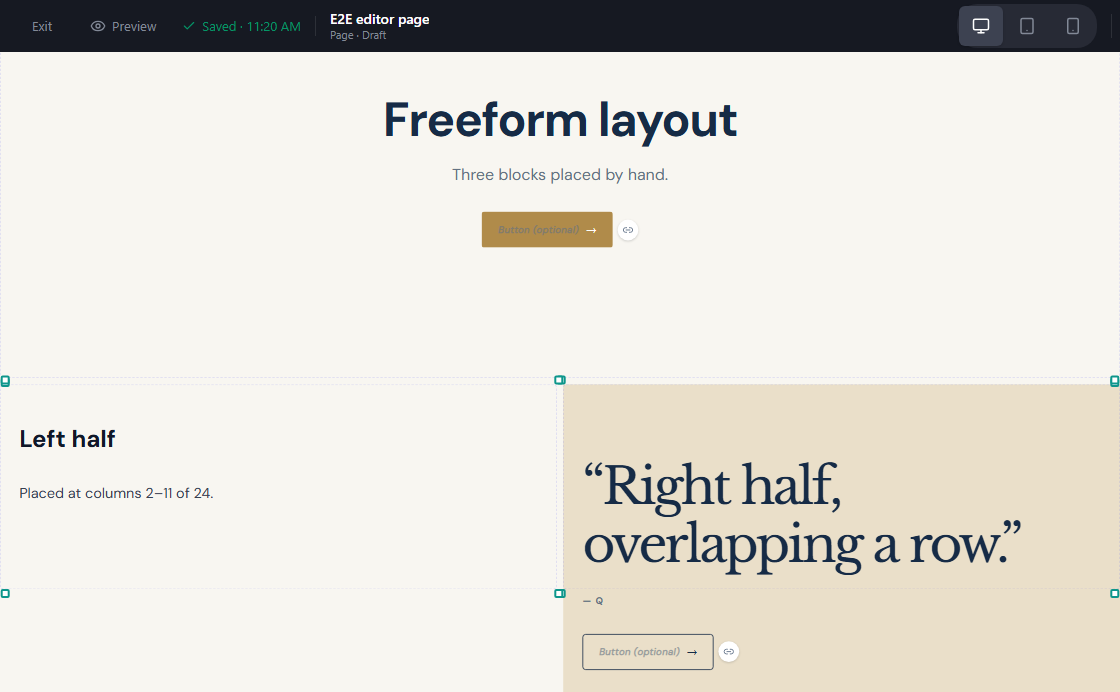 Exit
Preview
Saved · 11:20 AM
E2E editor page
Page · Draft
Freeform layout
Three blocks placed by hand.
Button (optional) →
Left half
Placed at columns 2–11 of 24.
“Right half,
overlapping a row.”
— Q
Button (optional) →